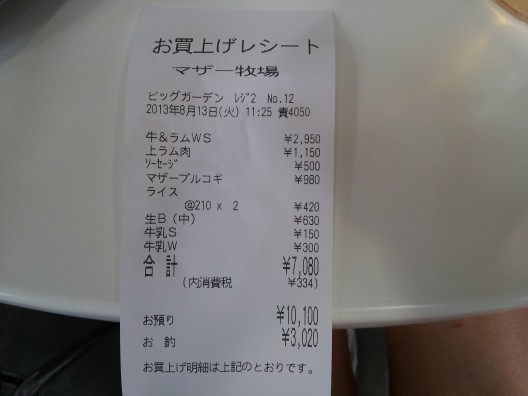 お買上げレシート
マザー牧場
ビッグガーデン ﾚｼﾞ2 No.12
2013年8月13日(火) 11:25 責4050
牛&ラムWS ¥2,950
上ラム肉 ¥1,150
ｿｰｾｰｼﾞ ¥500
マザープルコギ ¥980
ライス
@210 x 2 ¥420
生B(中) ¥630
牛乳S ¥150
牛乳W ¥300
合計 ¥7,080
(内消費税 ¥334)
お預り ¥10,100
お釣 ¥3,020
お買上げ明細は上記のとおりです。